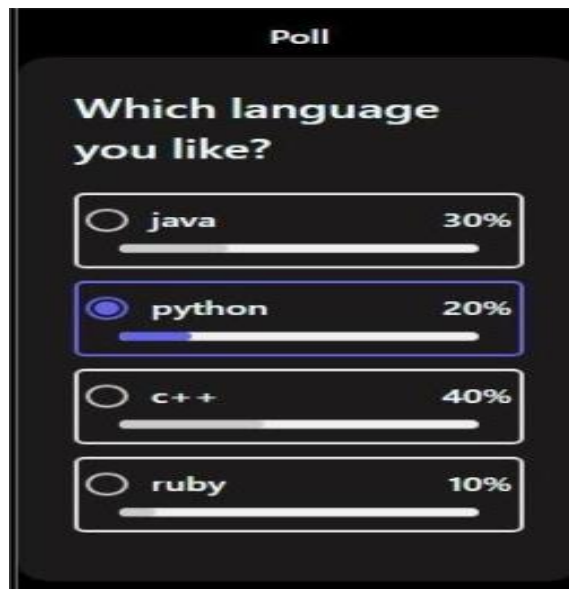 Poll
Which language
you like?
java 30%
python 20%
c++ 40%
ruby 10%